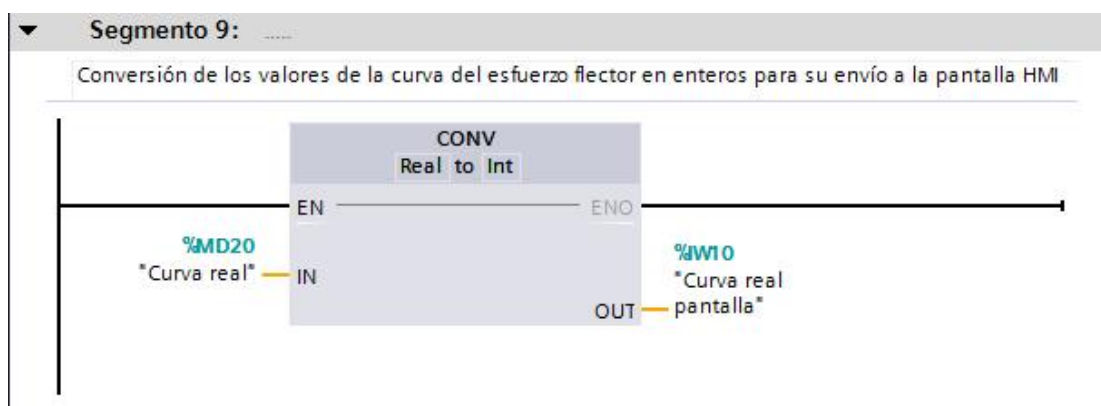 Segmento 9: .....
Conversión de los valores de la curva del esfuerzo flector en enteros para su envío a la pantalla HMI
CONV
Real to Int
EN
ENO
%MD20
"Curva real"
IN
%IW10
"Curva real
pantalla"
OUT